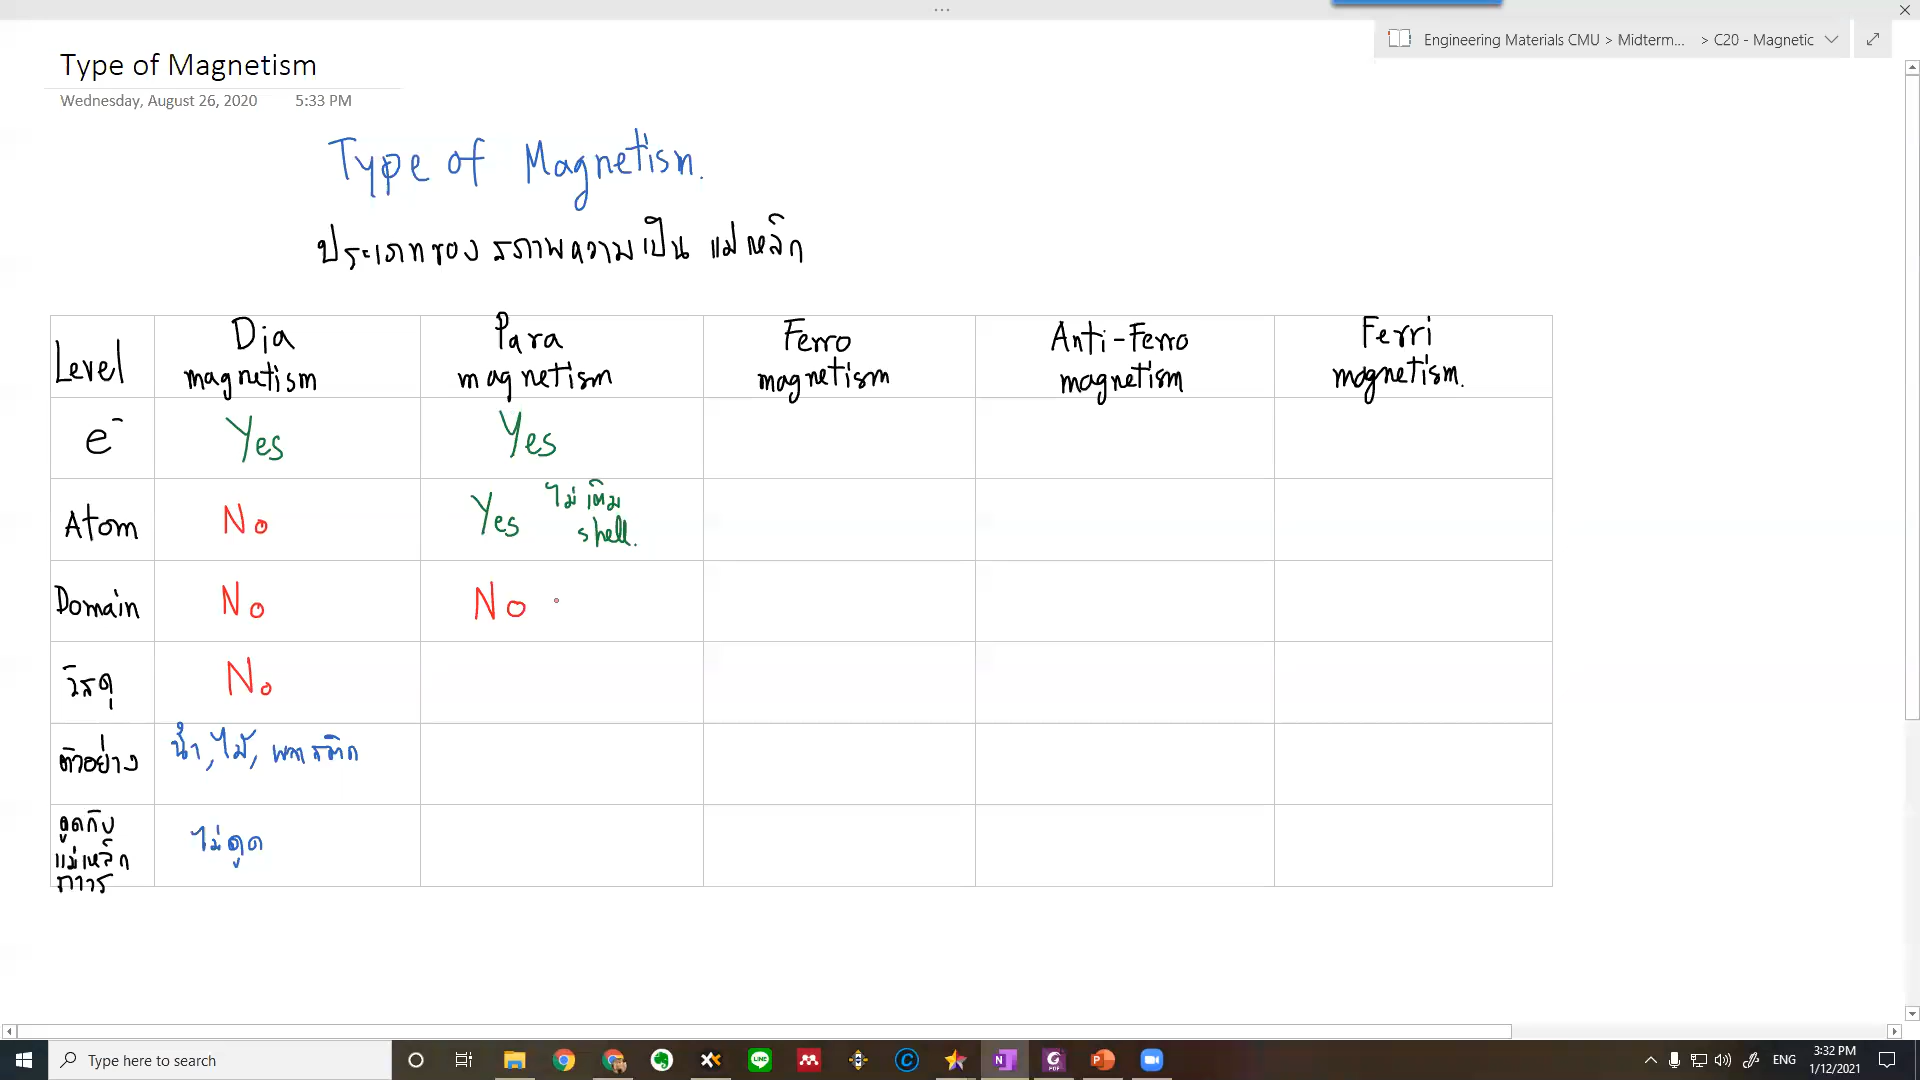 Engineering Materials CMU > Midterm... > C20 - Magnetic
Type of Magnetism
Wednesday, August 26, 2020 5:33 PM
Type of Magnetism.
ประเภทของ สภาพความเป็น แม่เหล็ก
Level
Dia magnetism
Para magnetism
Ferro magnetism
Anti-Ferro magnetism
Ferri magnetism.
e⁻ Yes Yes
Atom No Yes ไม่เต็ม shell.
Domain No No
วัสดุ No
ตัวอย่าง น้ำ, ไม้, พลาสติก
ดูดกับ แม่เหล็ก ถาวร ไม่ดูด
Type here to search
LINE
PDF
ENG
3:32 PM
1/12/2021